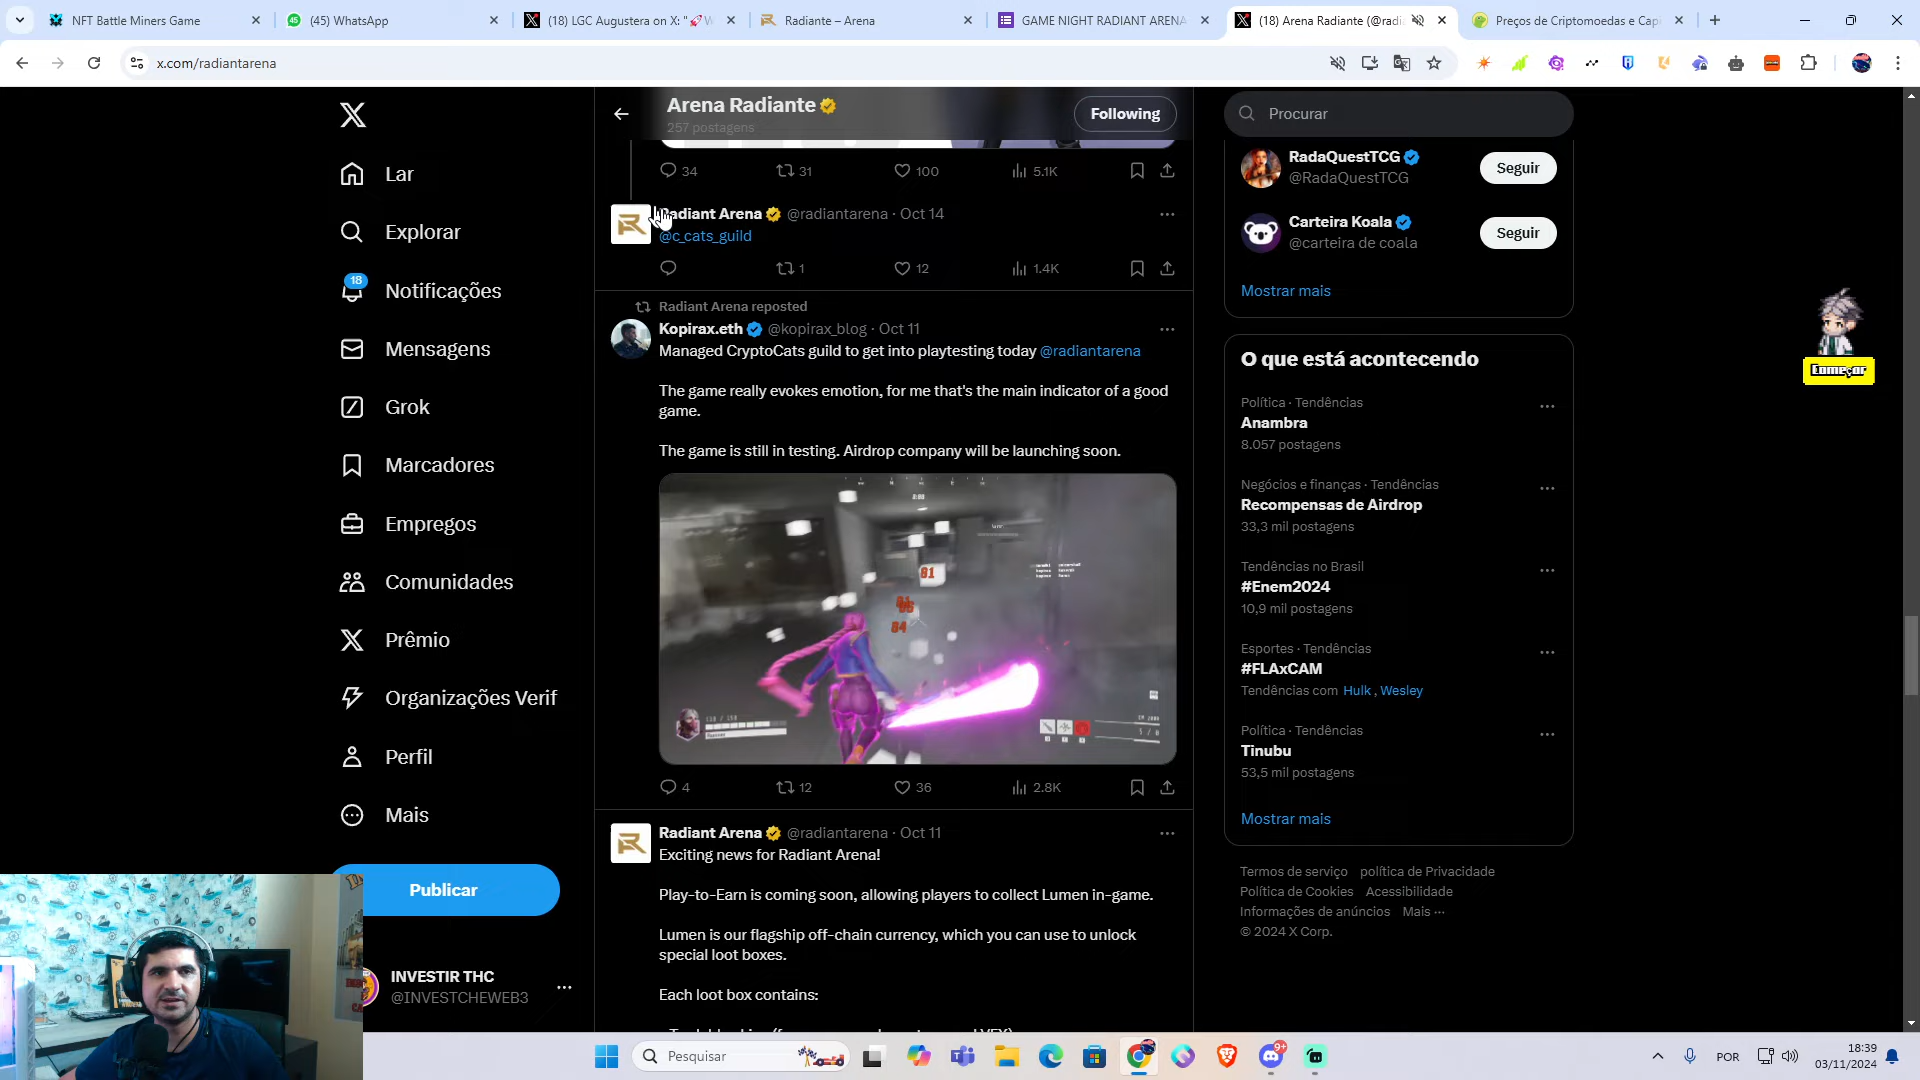 NFT Battle Miners Game
(45) WhatsApp
(18) LGC Augustera on X: "🚀W
Radiante – Arena
GAME NIGHT RADIANT ARENA
(18) Arena Radiante (@radi
Preços de Criptomoedas e Cap
x.com/radiantarena
Lar
Explorar
18
Notificações
Mensagens
Grok
Marcadores
Empregos
Comunidades
Prêmio
Organizações Verif
Perfil
Mais
Publicar
INVESTIR THC
@INVESTCHEWEB3
Arena Radiante
257 postagens
Following
34
31
100
5.1K
Radiant Arena @radiantarena · Oct 14
@c_cats_guild
1
12
1.4K
Radiant Arena reposted
Kopirax.eth @kopirax_blog · Oct 11
Managed CryptoCats guild to get into playtesting today @radiantarena
The game really evokes emotion, for me that's the main indicator of a good
game.
The game is still in testing. Airdrop company will be launching soon.
81
84
4
12
36
2.8K
Radiant Arena @radiantarena · Oct 11
Exciting news for Radiant Arena!
Play-to-Earn is coming soon, allowing players to collect Lumen in-game.
Lumen is our flagship off-chain currency, which you can use to unlock
special loot boxes.
Each loot box contains:
Procurar
RadaQuestTCG
@RadaQuestTCG
Seguir
Carteira Koala
@carteira de coala
Seguir
Mostrar mais
O que está acontecendo
Política · Tendências
Anambra
8.057 postagens
Negócios e finanças · Tendências
Recompensas de Airdrop
33,3 mil postagens
Tendências no Brasil
#Enem2024
10,9 mil postagens
Esportes · Tendências
#FLAxCAM
Tendências com Hulk , Wesley
Política · Tendências
Tinubu
53,5 mil postagens
Mostrar mais
Termos de serviço política de Privacidade
Política de Cookies Acessibilidade
Informações de anúncios Mais ···
© 2024 X Corp.
Começar
Pesquisar
9+
POR
18:39
03/11/2024